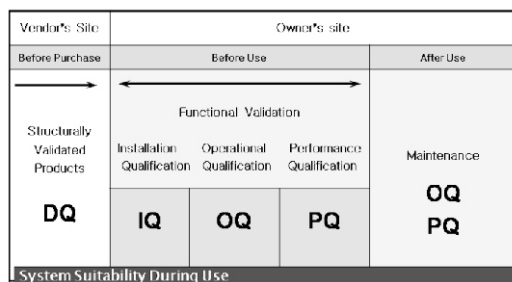 Vendor's Site Owner's site
Before Purchase Before Use After Use
Functional Validation
Structurally
Validated
Products
Installation Operational Performance
Qualification Qualification Qualification
Maintenance
DQ IQ OQ PQ
OQ
PQ
System Suitability During Use